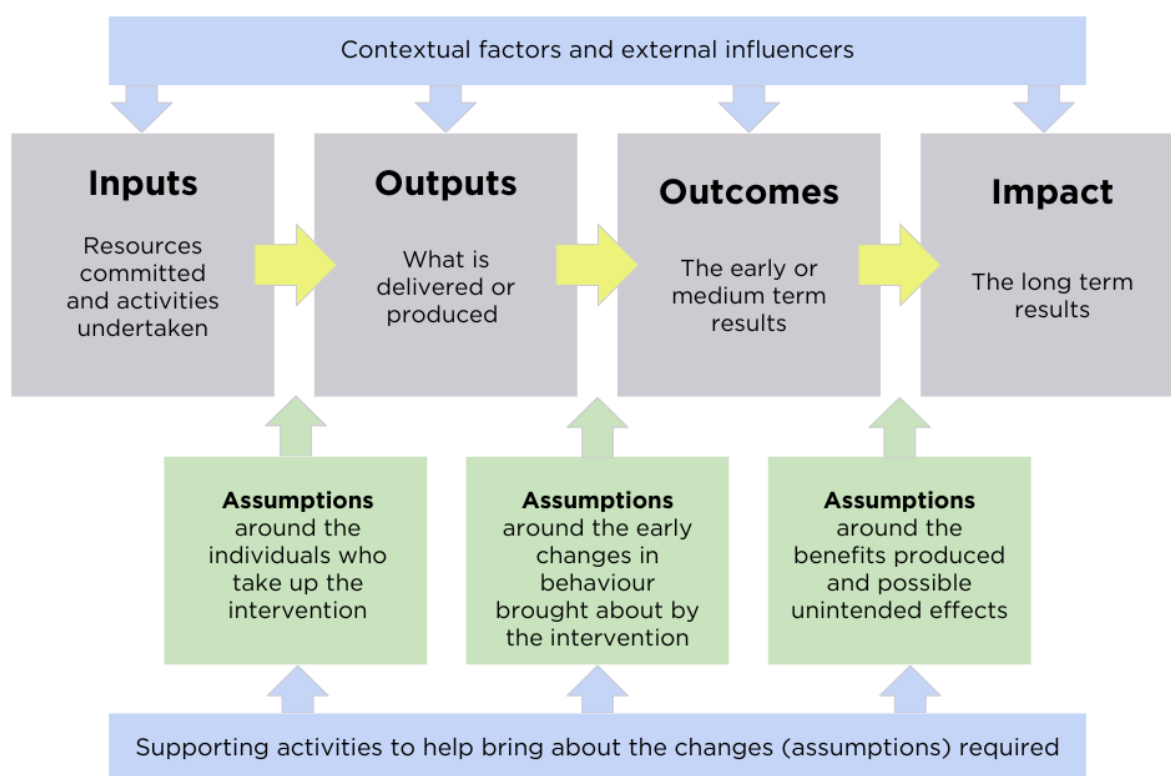 Contextual factors and external influencers
Inputs
Resources
committed
and activities
undertaken
Outputs
What is
delivered or
produced
Outcomes
The early or
medium term
results
Impact
The long term
results
Assumptions
around the
individuals who
take up the
intervention
Assumptions
around the early
changes in
behaviour
brought about by
the intervention
Assumptions
around the
benefits produced
and possible
unintended effects
Supporting activities to help bring about the changes (assumptions) required